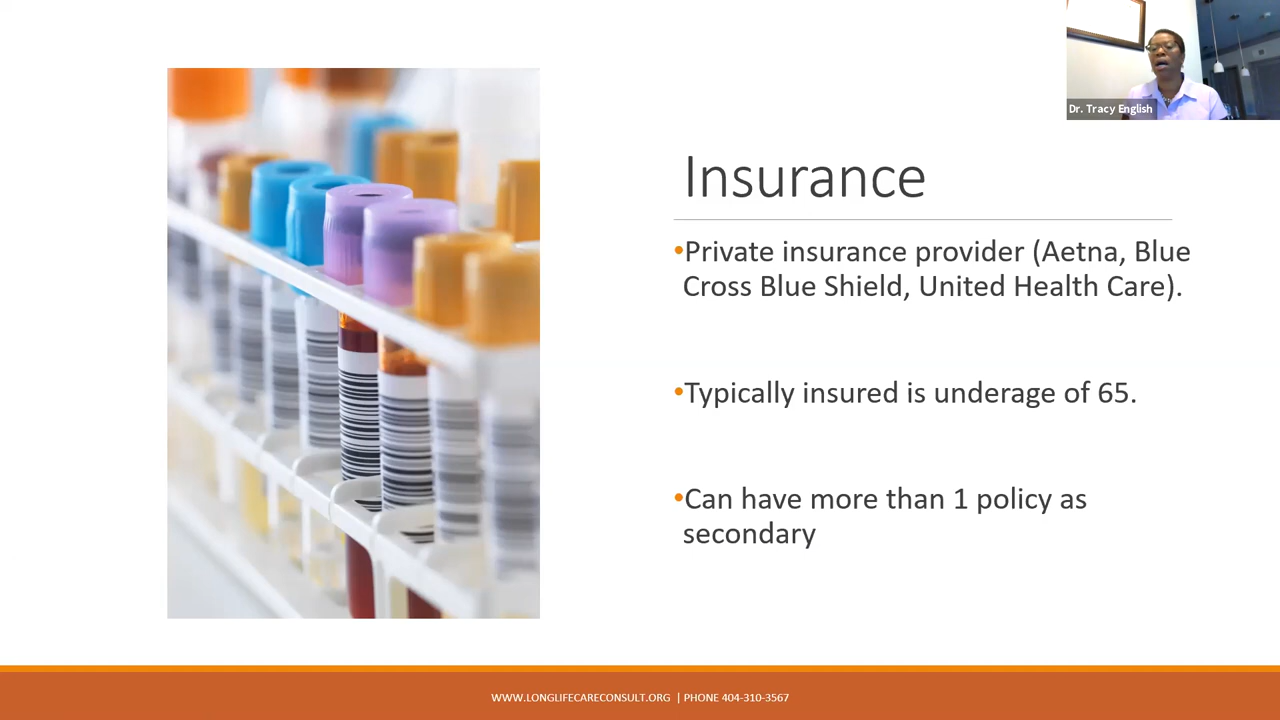 Dr. Tracy English
Insurance
•Private insurance provider (Aetna, Blue
Cross Blue Shield, United Health Care).
•Typically insured is underage of 65.
•Can have more than 1 policy as
secondary
WWW.LONGLIFECARECONSULT.ORG | PHONE 404-310-3567